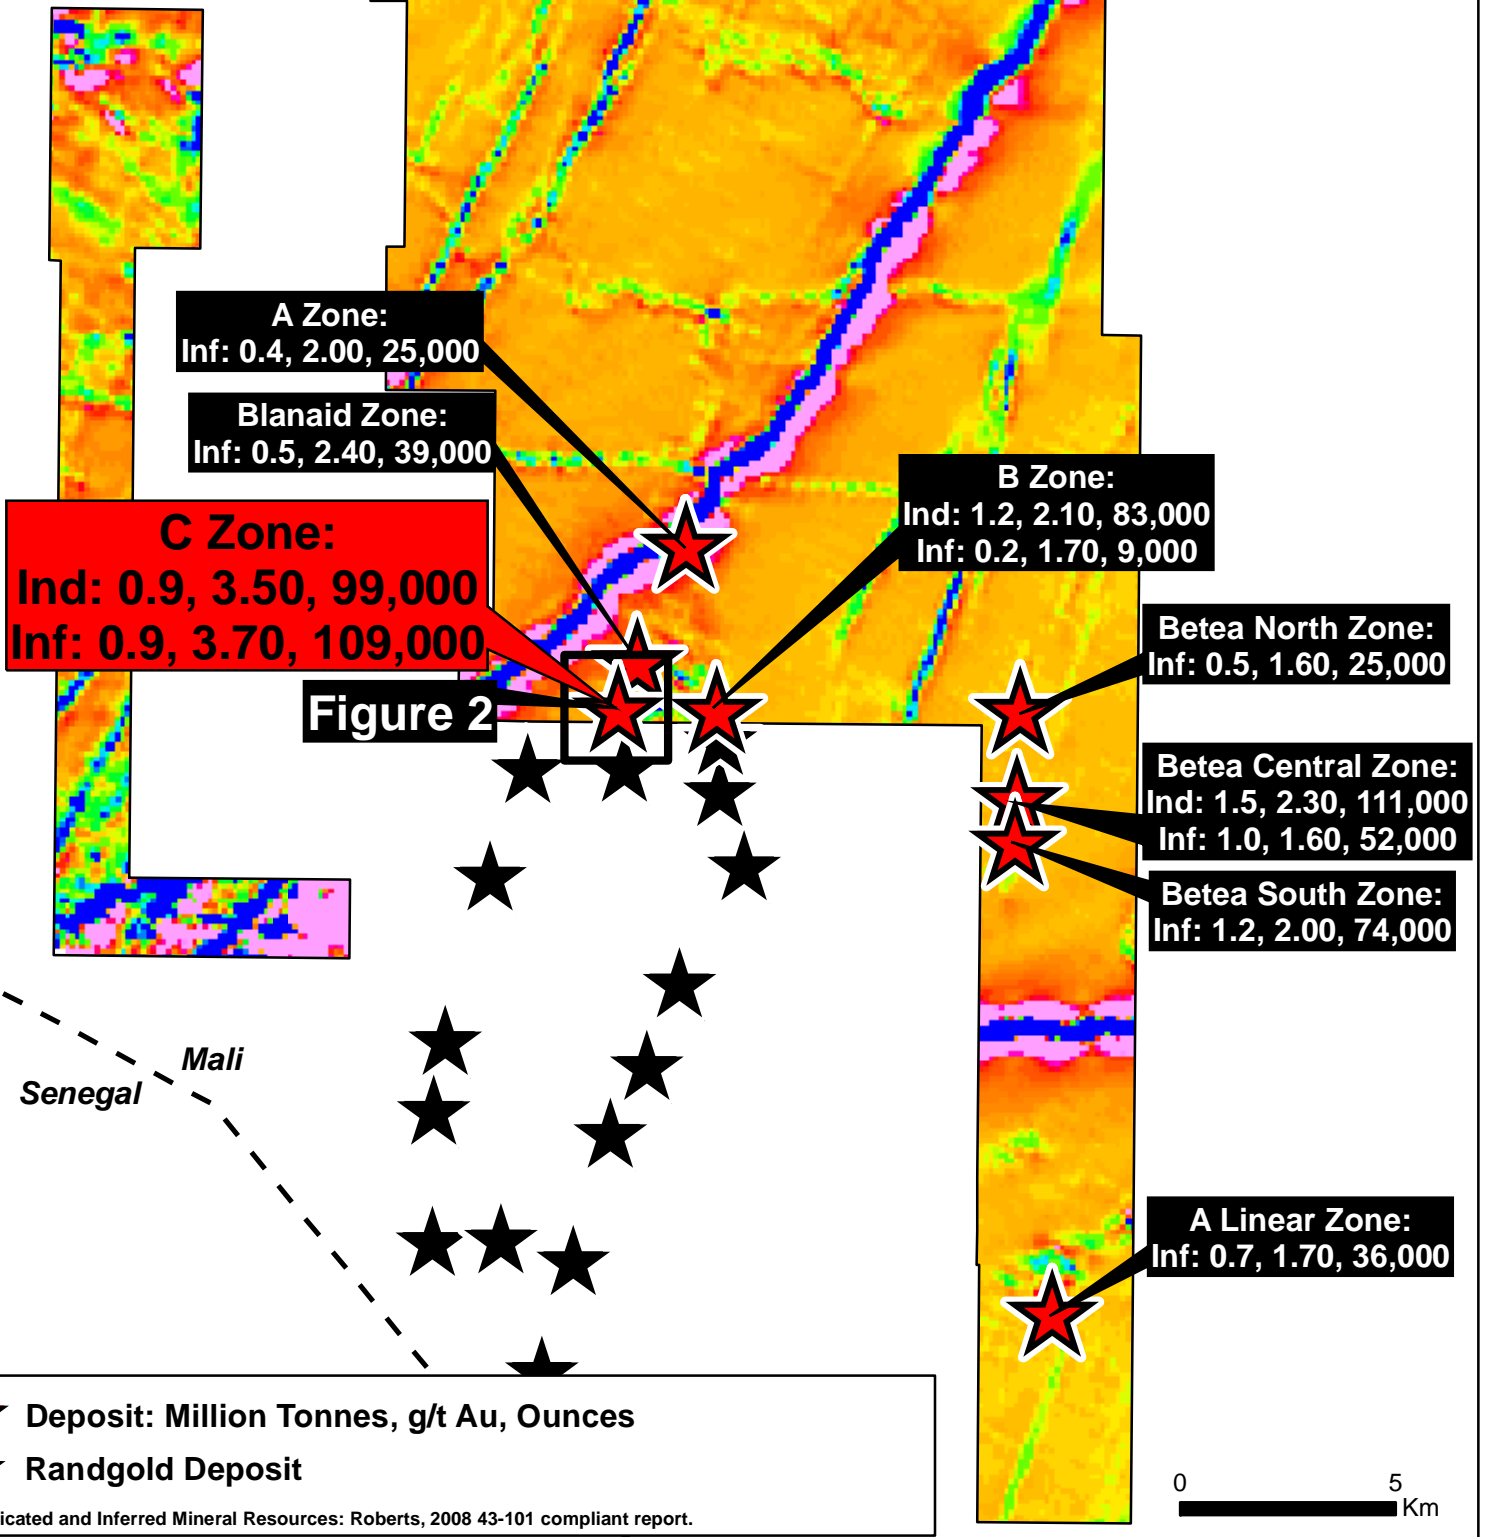 A Zone:
Inf: 0.4, 2.00, 25,000
Blanaid Zone:
Inf: 0.5, 2.40, 39,000
C Zone:
Ind: 0.9, 3.50, 99,000
Inf: 0.9, 3.70, 109,000
Figure 2
B Zone:
Ind: 1.2, 2.10, 83,000
Inf: 0.2, 1.70, 9,000
Betea North Zone:
Inf: 0.5, 1.60, 25,000
Betea Central Zone:
Ind: 1.5, 2.30, 111,000
Inf: 1.0, 1.60, 52,000
Betea South Zone:
Inf: 1.2, 2.00, 74,000
Mali
Senegal
A Linear Zone:
Inf: 0.7, 1.70, 36,000
Deposit: Million Tonnes, g/t Au, Ounces
Randgold Deposit
icated and Inferred Mineral Resources: Roberts, 2008 43-101 compliant report.
0 5
Km